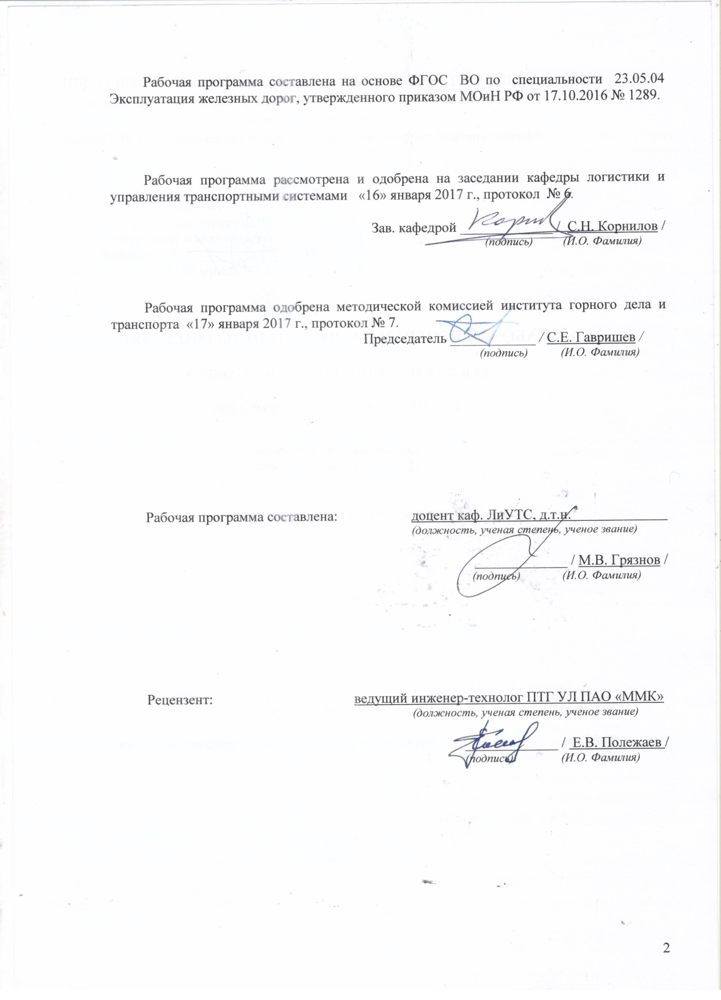 Рабочая программа составлена на основе ФГОС ВО по специальности 23.05.04
Эксплуатация железных дорог, утвержденного приказом МОиН РФ от 17.10.2016 № 1289.
Рабочая программа рассмотрена и одобрена на заседании кафедры логистики и
управления транспортными системами «16» января 2017 г., протокол № 6.
Зав. кафедрой _____________ / С.Н. Корнилов /
(подпись) (И.О. Фамилия)
Рабочая программа одобрена методической комиссией института горного дела и
транспорта «17» января 2017 г., протокол № 7.
Председатель ____________ / С.Е. Гавришев /
(подпись) (И.О. Фамилия)
Рабочая программа составлена: доцент каф. ЛиУТС, д.т.н.
(должность, ученая степень, ученое звание)
_____________ / М.В. Грязнов /
(подпись) (И.О. Фамилия)
Рецензент: ведущий инженер-технолог ПТГ УЛ ПАО «ММК»
(должность, ученая степень, ученое звание)
_____________ / Е.В. Полежаев /
(подпись) (И.О. Фамилия)
2